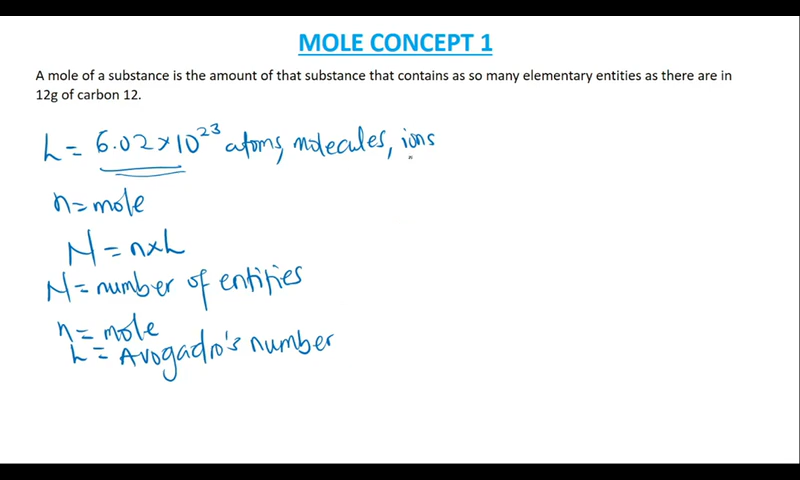 MOLE CONCEPT 1
A mole of a substance is the amount of that substance that contains as so many elementary entities as there are in
12g of carbon 12.
L = 6.02 × 10²³ atoms, molecules, ions
n = mole
N = n × L
N = number of entities
n = mole
L = Avogadro's number